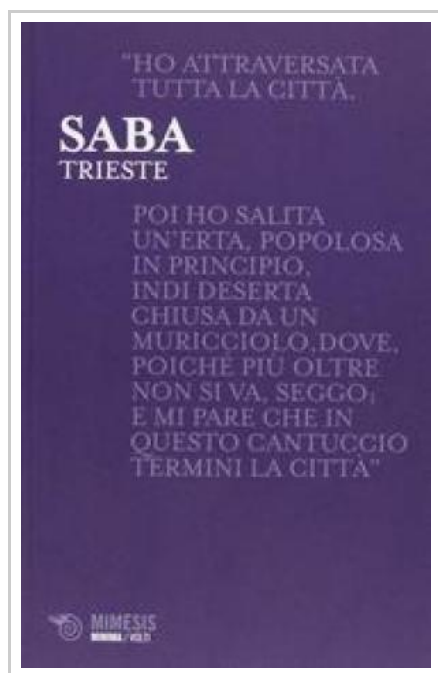 "HO ATTRAVERSATA
TUTTA LA CITTÀ.
SABA
TRIESTE
POI HO SALITA
UN'ERTA, POPOLOSA
IN PRINCIPIO,
INDI DESERTA
CHIUSA DA UN
MURICCIOLO, DOVE,
POICHÉ PIÙ OLTRE
NON SI VA, SEGGO;
E MI PARE CHE IN
QUESTO CANTUCCIO
TERMINI LA CITTÀ"
MIMESIS
MINIMA / VOLTI